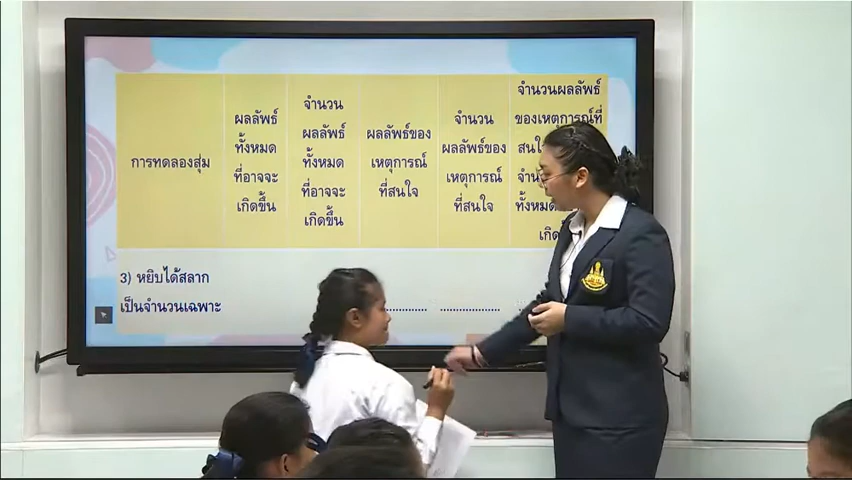 การทดลองสุ่ม
ผลลัพธ์
ทั้งหมด
ที่อาจจะ
เกิดขึ้น
จำนวน
ผลลัพธ์
ทั้งหมด
ที่อาจจะ
เกิดขึ้น
ผลลัพธ์ของ
เหตุการณ์
ที่สนใจ
จำนวน
ผลลัพธ์ของ
เหตุการณ์
ที่สนใจ
จำนวนผลลัพธ์
ของเหตุการณ์ที่
ทั้งหมด
3) หยิบได้สลาก
เป็นจำนวนเฉพาะ